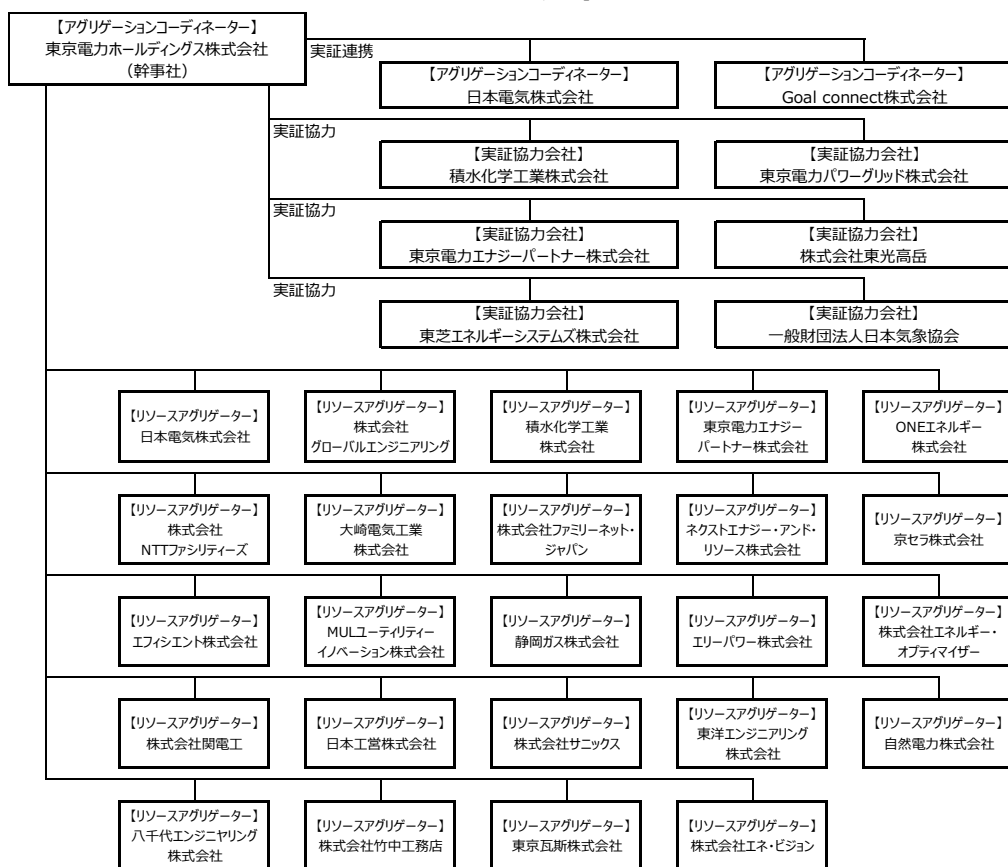 【アグリゲーションコーディネーター】
東京電力ホールディングス株式会社
（幹事社）
実証連携
【アグリゲーションコーディネーター】
日本電気株式会社
【アグリゲーションコーディネーター】
Goal connect株式会社
実証協力
【実証協力会社】
積水化学工業株式会社
【実証協力会社】
東京電力パワーグリッド株式会社
実証協力
【実証協力会社】
東京電力エナジーパートナー株式会社
【実証協力会社】
株式会社東光高岳
実証協力
【実証協力会社】
東芝エネルギーシステムズ株式会社
【実証協力会社】
一般財団法人日本気象協会
【リソースアグリゲーター】
日本電気株式会社
【リソースアグリゲーター】
株式会社
グローバルエンジニアリング
【リソースアグリゲーター】
積水化学工業
株式会社
【リソースアグリゲーター】
東京電力エナジー
パートナー株式会社
【リソースアグリゲーター】
ONEエネルギー
株式会社
【リソースアグリゲーター】
株式会社
NTTファシリティーズ
【リソースアグリゲーター】
大崎電気工業
株式会社
【リソースアグリゲーター】
株式会社ファミリーネット・
ジャパン
【リソースアグリゲーター】
ネクストエナジー・アンド・
リソース株式会社
【リソースアグリゲーター】
京セラ株式会社
【リソースアグリゲーター】
エフィシエント株式会社
【リソースアグリゲーター】
MULユーティリティー
イノベーション株式会社
【リソースアグリゲーター】
静岡ガス株式会社
【リソースアグリゲーター】
エリーパワー株式会社
【リソースアグリゲーター】
株式会社エネルギー・
オプティマイザー
【リソースアグリゲーター】
株式会社関電工
【リソースアグリゲーター】
日本工営株式会社
【リソースアグリゲーター】
株式会社サニックス
【リソースアグリゲーター】
東洋エンジニアリング
株式会社
【リソースアグリゲーター】
自然電力株式会社
【リソースアグリゲーター】
八千代エンジニヤリング
株式会社
【リソースアグリゲーター】
株式会社竹中工務店
【リソースアグリゲーター】
東京瓦斯株式会社
【リソースアグリゲーター】
株式会社エネ・ビジョン